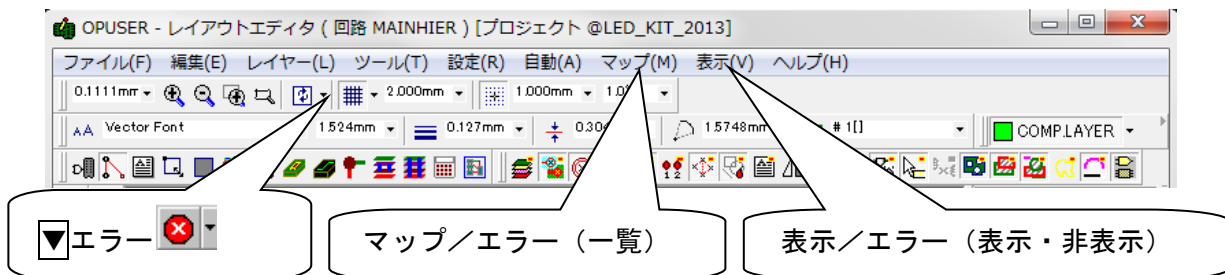 OPUSER - レイアウトエディタ ( 回路 MAINHIER ) [プロジェクト @LED_KIT_2013]
ファイル(F) 編集(E) レイヤー(L) ツール(T) 設定(R) 自動(A) マップ(M) 表示(V) ヘルプ(H)
0.1111mm 2.000mm 1.000mm
AA Vector Font 1.524mm 0.127mm 1.5748mm # 1[] COMP.LAYER
▼エラー
マップ／エラー（一覧）
表示／エラー（表示・非表示）